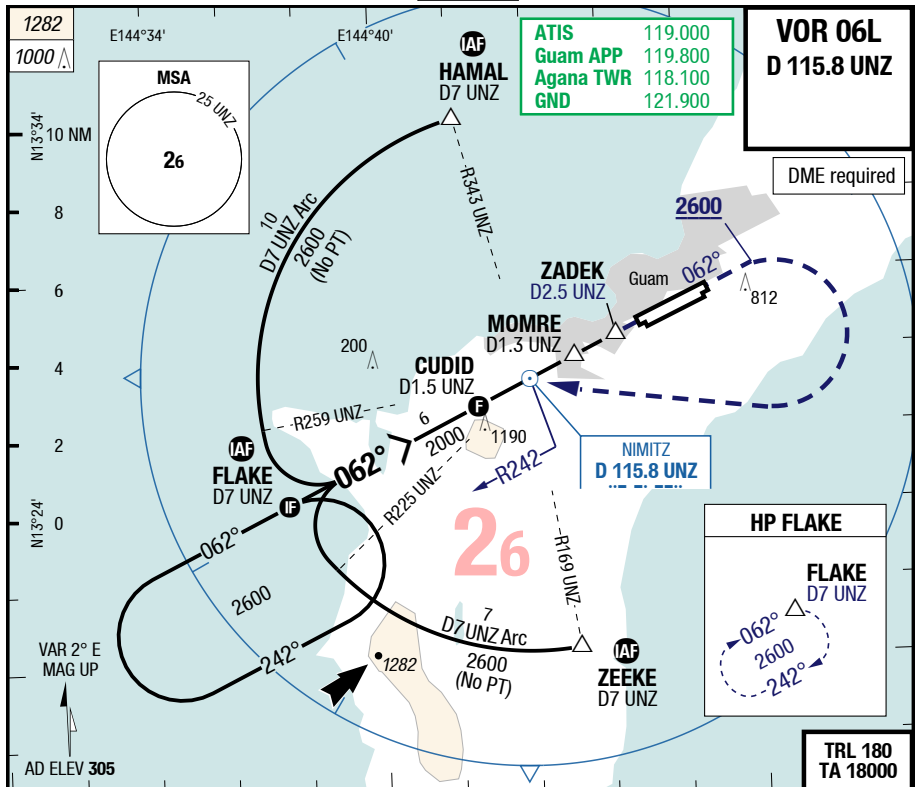 1282
1000
E144°34'
E144°40'
MSA
25 UNZ
26
N13°34'
10 NM
8
6
4
2
0
N13°24'
IAF
HAMAL
D7 UNZ
ATIS 119.000
Guam APP 119.800
Agana TWR 118.100
GND 121.900
VOR 06L
D 115.8 UNZ
DME required
10
D7 UNZ Arc
2600
(No PT)
R343 UNZ
2600
062°
Guam
812
ZADEK
D2.5 UNZ
MOMRE
D1.3 UNZ
200
CUDID
D1.5 UNZ
F
1190
R259 UNZ
6
2000
062°
IAF
FLAKE
D7 UNZ
IF
R225 UNZ
R242
NIMITZ
D 115.8 UNZ
26
R169 UNZ
062°
2600
242°
7
D7 UNZ Arc
2600
(No PT)
1282
IAF
ZEEKE
D7 UNZ
HP FLAKE
FLAKE
D7 UNZ
062°
2600
242°
VAR 2° E
MAG UP
AD ELEV 305
TRL 180
TA 18000